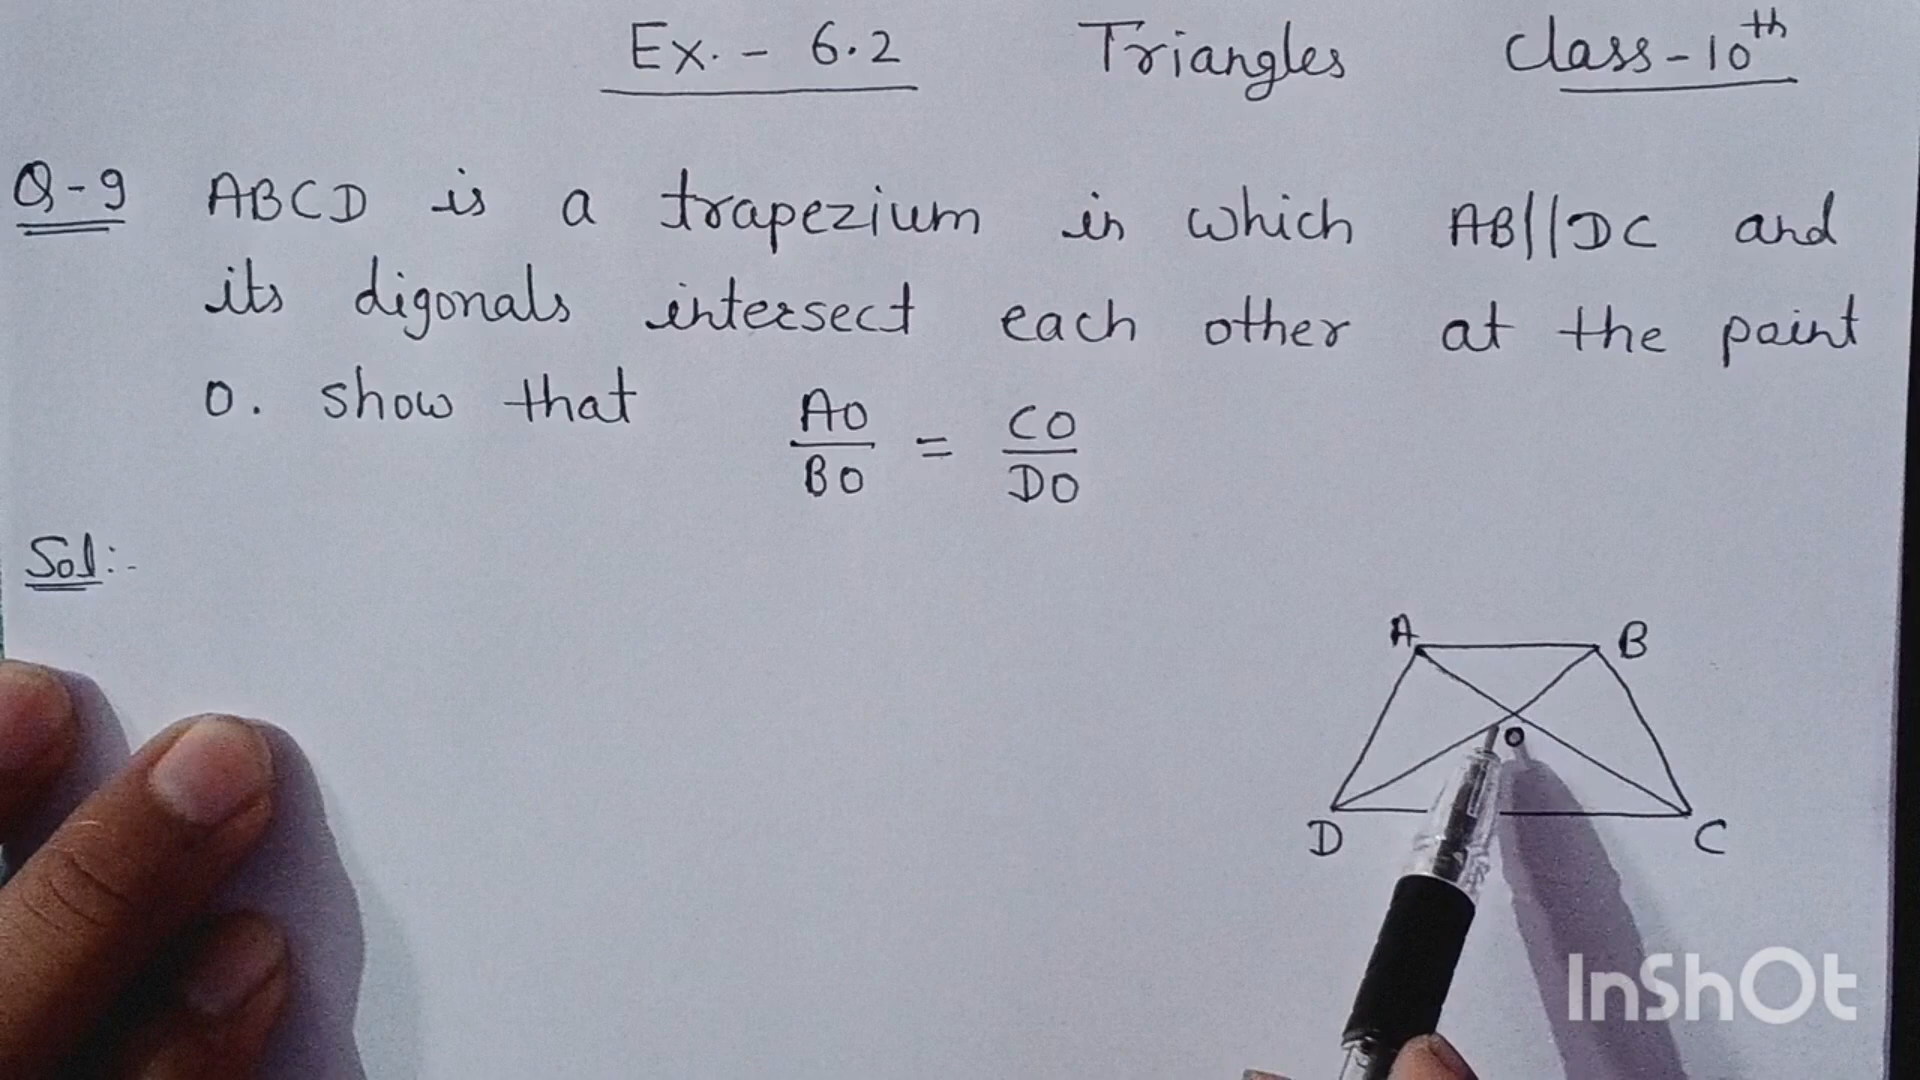 Ex. - 6.2 Triangles Class - 10th
Q-9 ABCD is a trapezium in which AB||DC and
its digonals intersect each other at the point
O. show that AO/BO = CO/DO
Sol:-
A B
O
D C
InShOt